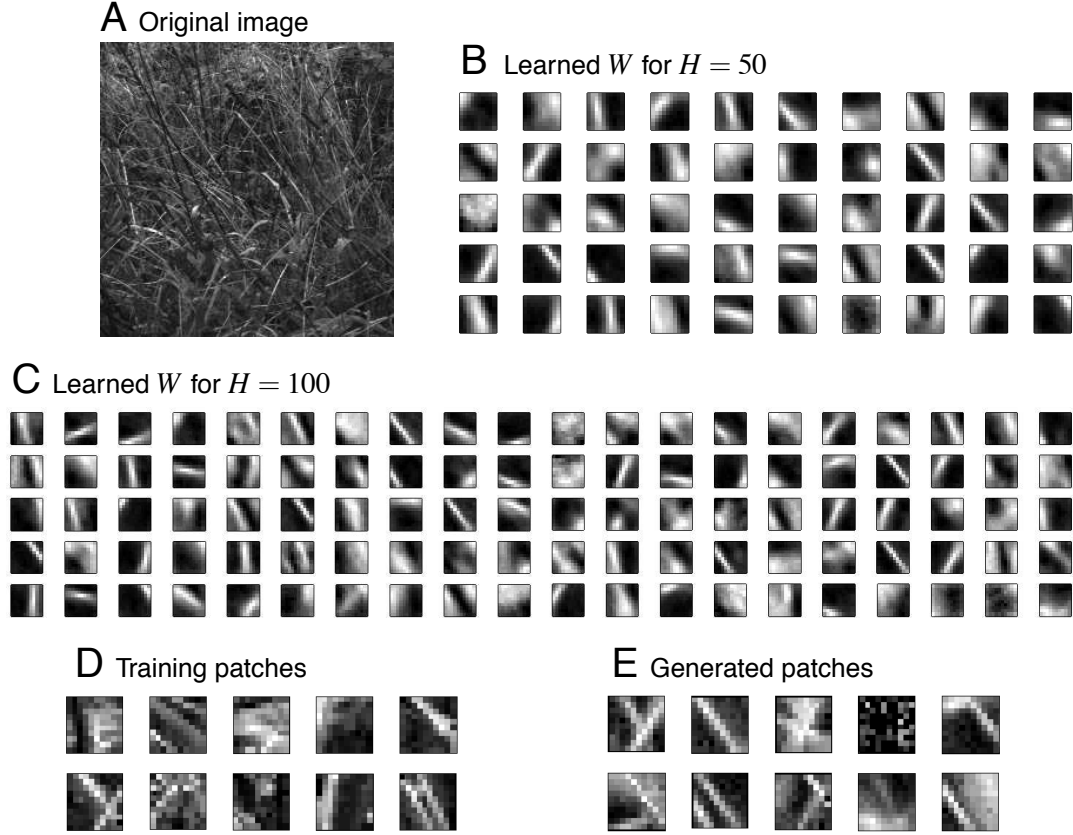 A Original image
B Learned W for H = 50
C Learned W for H = 100
D Training patches
E Generated patches